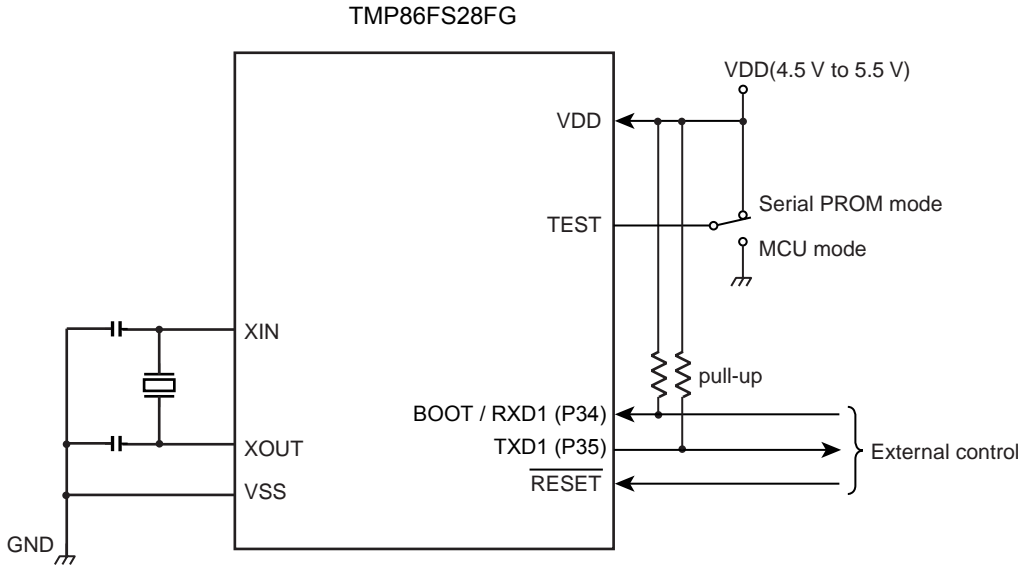 TMP86FS28FG
VDD(4.5 V to 5.5 V)
VDD
Serial PROM mode
TEST
MCU mode
XIN
pull-up
BOOT / RXD1 (P34)
XOUT
TXD1 (P35)
External control
RESET
VSS
GND